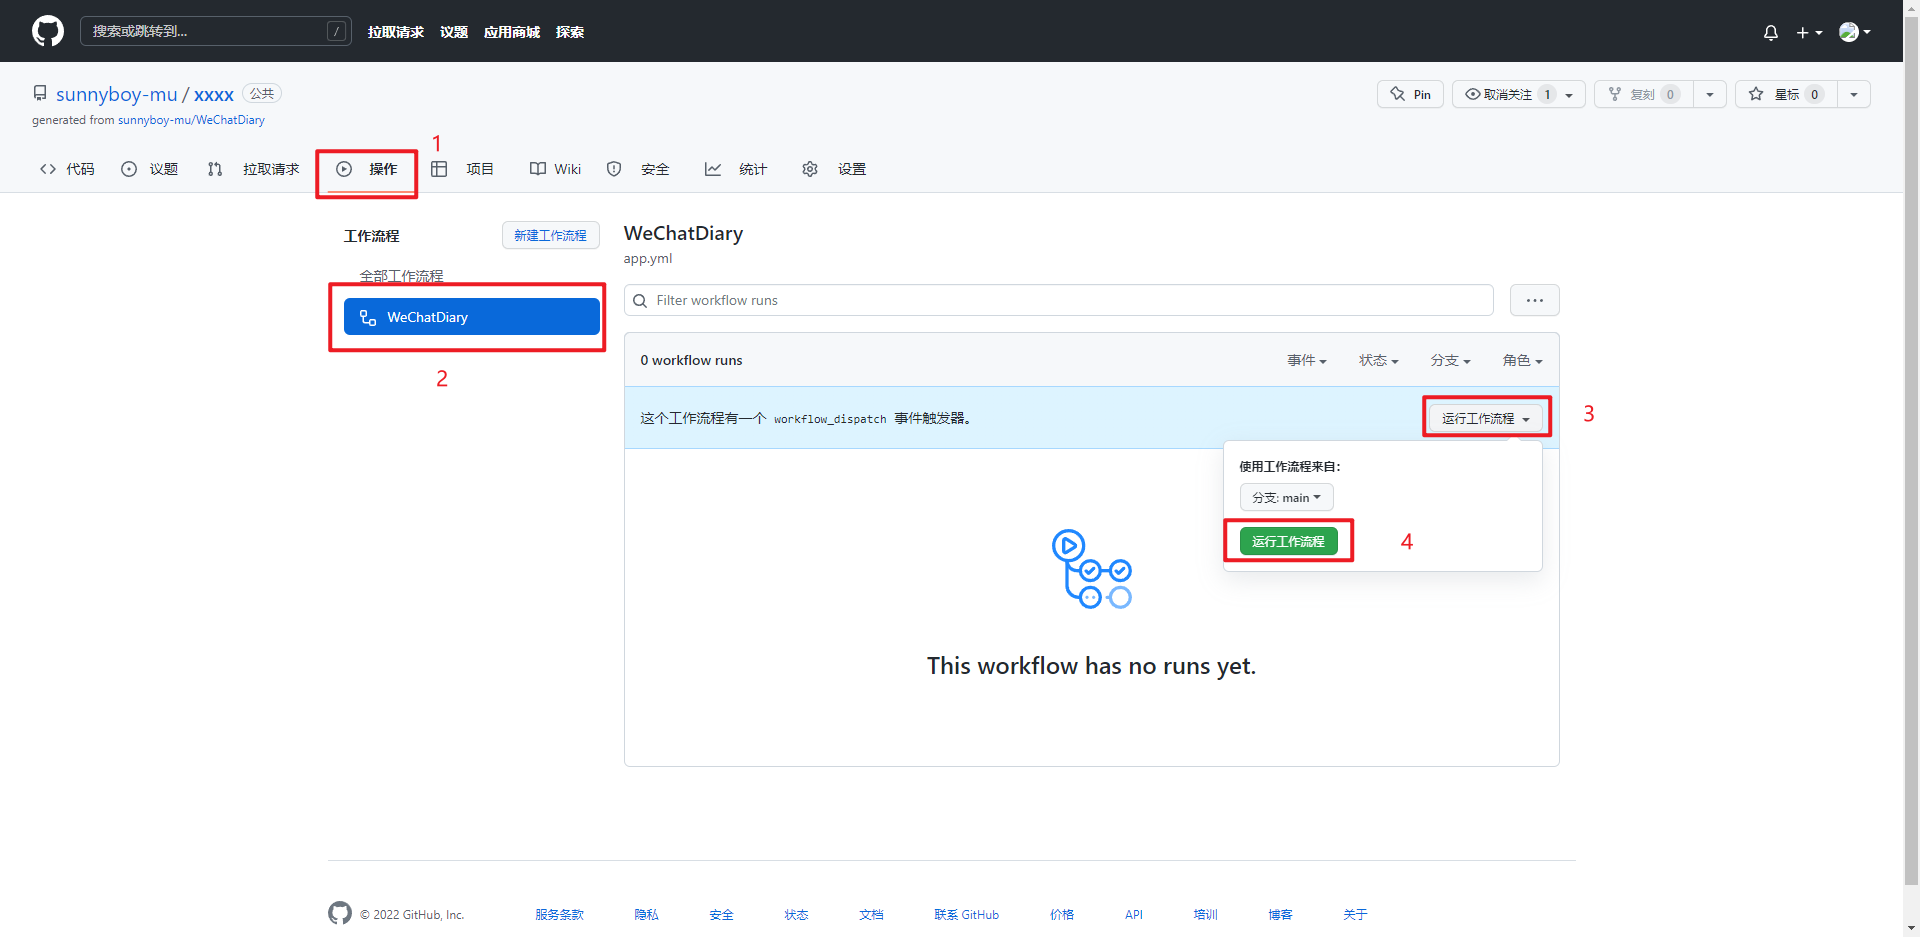 搜索或跳转到... / 拉取请求 议题 应用商城 探索
sunnyboy-mu / xxxx 公共 Pin 取消关注 1 复刻 0 星标 0
generated from sunnyboy-mu/WeChatDiary
1
代码 议题 拉取请求 操作 项目 Wiki 安全 统计 设置
工作流程 新建工作流程
全部工作流程
WeChatDiary
2
WeChatDiary
app.yml
Filter workflow runs ...
0 workflow runs 事件 状态 分支 角色
这个工作流程有一个 workflow_dispatch 事件触发器。 运行工作流程 3
使用工作流程来自:
分支: main
运行工作流程 4
This workflow has no runs yet.
© 2022 GitHub, Inc. 服务条款 隐私 安全 状态 文档 联系 GitHub 价格 API 培训 博客 关于